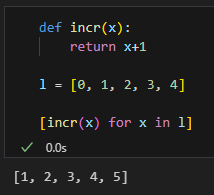 def incr(x):
    return x+1
l = [0, 1, 2, 3, 4]
[incr(x) for x in l]
0.0s
[1, 2, 3, 4, 5]